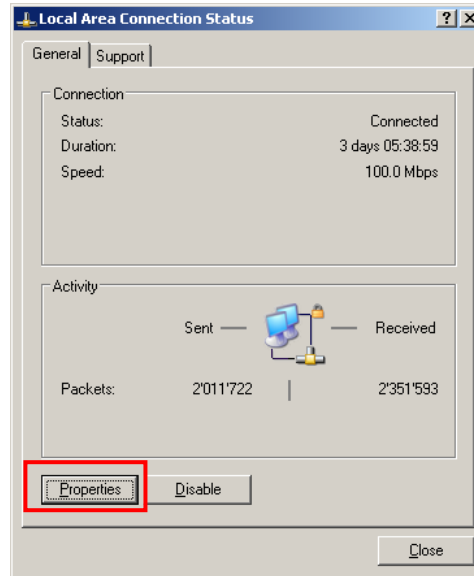 Local Area Connection Status
General Support
Connection
Status: Connected
Duration: 3 days 05:38:59
Speed: 100.0 Mbps
Activity
Sent Received
Packets: 2'011'722 2'351'593
Properties Disable
Close